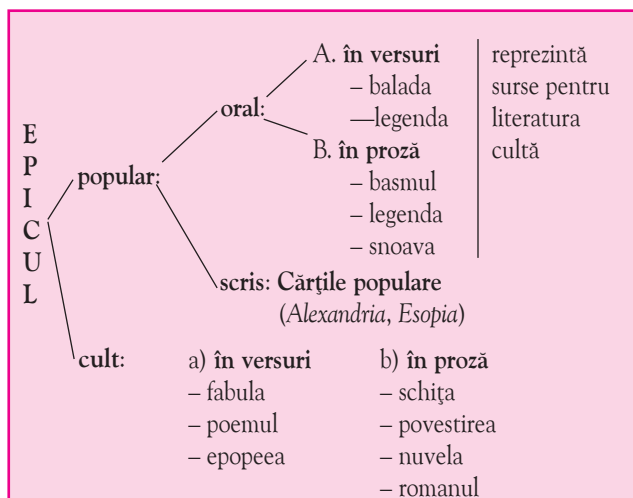 EPICUL
popular:
oral:
A. în versuri
– balada
—legenda
B. în proză
– basmul
– legenda
– snoava
reprezintă
surse pentru
literatura
cultă
scris: Cărţile populare
(Alexandria, Esopia)
cult:
a) în versuri
– fabula
– poemul
– epopeea
b) în proză
– schiţa
– povestirea
– nuvela
– romanul